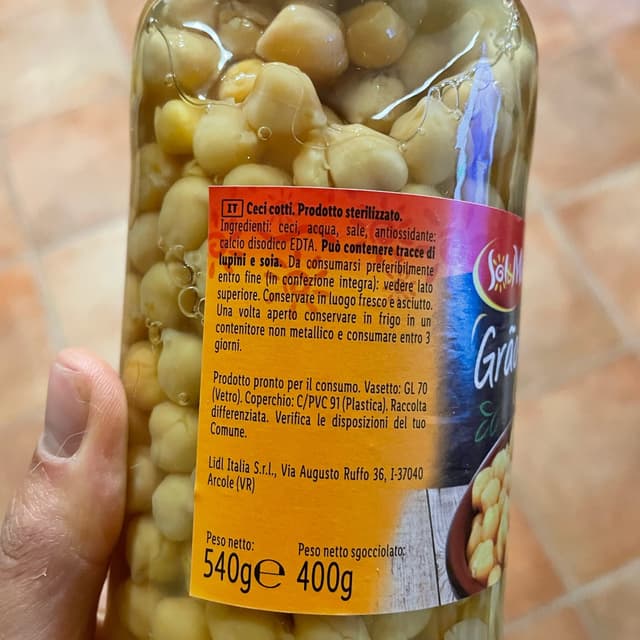 IT Ceci cotti. Prodotto sterilizzato.
Ingredienti: ceci, acqua, sale, antiossidante:
calcio disodico EDTA. Può contenere tracce di
lupini e soia. Da consumarsi preferibilmente
entro fine (in confezione integra): vedere lato
superiore. Conservare in luogo fresco e asciutto.
Una volta aperto conservare in frigo in un
contenitore non metallico e consumare entro 3
giorni.
Prodotto pronto per il consumo. Vasetto: GL 70
(Vetro). Coperchio: C/PVC 91 (Plastica). Raccolta
differenziata. Verifica le disposizioni del tuo
Comune.
Lidl Italia S.r.l., Via Augusto Ruffo 36, I-37040
Arcole (VR)
Peso netto: Peso netto sgocciolato:
540g℮ 400g
Sol&M
Grã